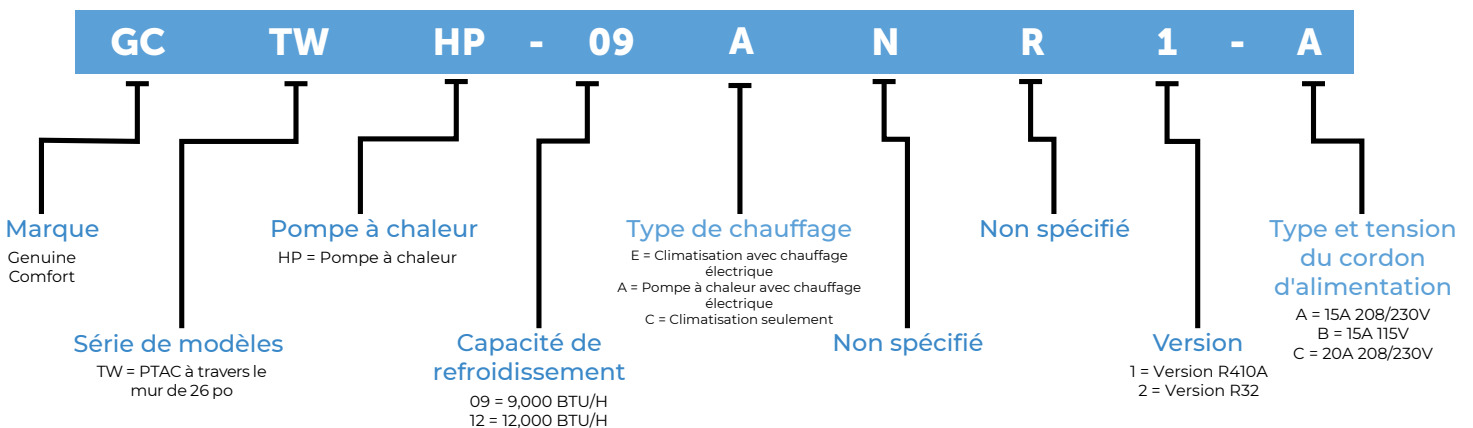 GC TW HP - 09 A N R 1 - A
Marque
Genuine
Comfort
Série de modèles
TW = PTAC à travers le
mur de 26 po
Pompe à chaleur
HP = Pompe à chaleur
Capacité de
refroidissement
09 = 9,000 BTU/H
12 = 12,000 BTU/H
Type de chauffage
E = Climatisation avec chauffage
électrique
A = Pompe à chaleur avec chauffage
électrique
C = Climatisation seulement
Non spécifié
Non spécifié
Version
1 = Version R410A
2 = Version R32
Type et tension
du cordon
d'alimentation
A = 15A 208/230V
B = 15A 115V
C = 20A 208/230V